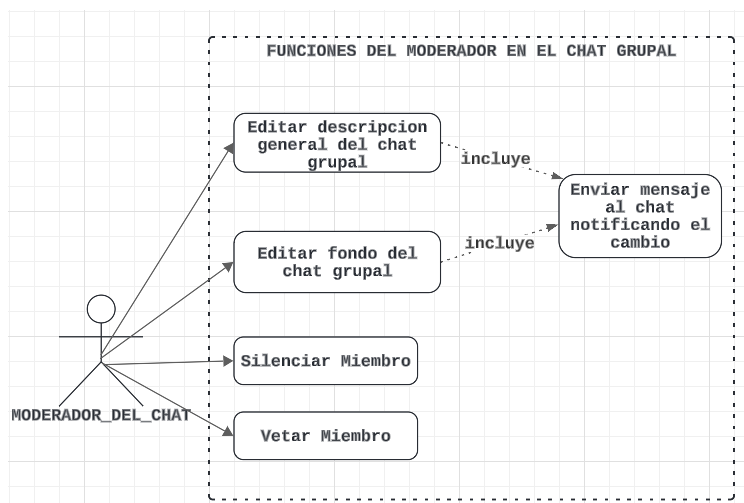 FUNCIONES DEL MODERADOR EN EL CHAT GRUPAL
Editar descripcion
general del chat
grupal
incluye
Enviar mensaje
al chat
notificando el
cambio
Editar fondo del
chat grupal
incluye
Silenciar Miembro
MODERADOR_DEL_CHAT
Vetar Miembro